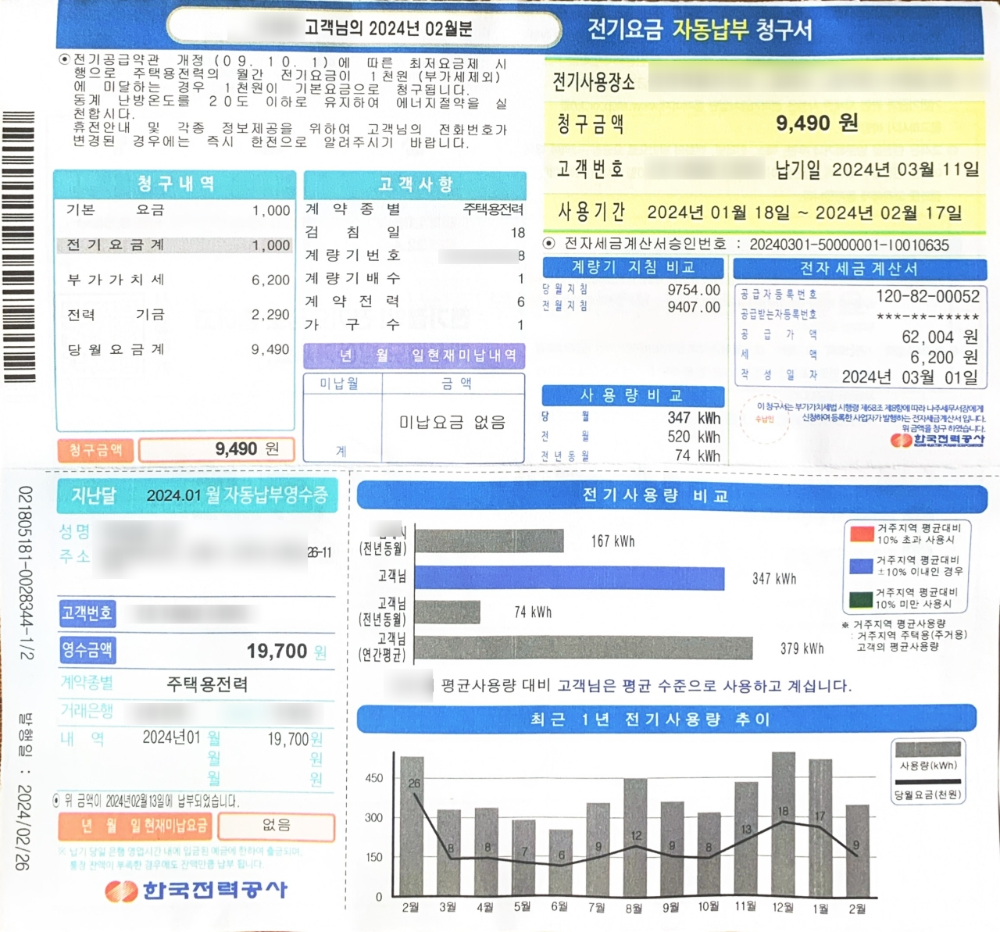 고객님의 2024년 02월분
전기요금 자동납부 청구서
⊙전기공급약관 개정 (09. 10. 1)에 따른 최저요금제 시
행으로 주택용전력의 월간 전기요금이 1천원 (부가세제외)
에 미달하는 경우 1천원이 기본요금으로 청구됩니다.
동계 난방온도를 20도 이하로 유지하여 에너지절약을 실
천합시다.
휴전안내 및 각종 정보제공을 위하여 고객님의 전화번호가
변경된 경우에는 즉시 한전으로 알려주시기 바랍니다.
전기사용장소
청구금액 9,490 원
고객번호 납기일 2024년 03월 11일
사용기간 2024년 01월 18일 ~ 2024년 02월 17일
⊙ 전자세금계산서승인번호 : 20240301-50000001-I0010635
청구내역
기본 요금 1,000
전기요금계 1,000
부가가치세 6,200
전력 기금 2,290
당월요금계 9,490
청구금액 9,490 원
고객사항
계약종별 주택용전력
검침일 18
계량기번호 8
계량기배수 1
계약전력 6
가구수 1
년 월 일현재미납내역
미납월 금액
미납요금 없음
계
계량기 지침 비교
당월지침 9754.00
전월지침 9407.00
사용량비교
당월 347 kWh
전월 520 kWh
전년동월 74 kWh
전자세금계산서
공급자등록번호 120-82-00052
공급받는자등록번호 ***-**-*****
공급가액 62,004 원
세액 6,200 원
작성일자 2024년 03월 01일
이 청구서는 부가가치세법 시행령 제68조 제8항에 따라 나주세무서장에게
신청하여 등록한 사업자가 발행하는 전자세금계산서 입니다.
위 금액을 청구 하였습니다.
수납인
한국전력공사
021805181-0028344-1/2 발행일 : 2024/02/26
지난달 2024.01 월 자동납부영수증
성명
주소 26-11
고객번호
영수금액 19,700 원
계약종별 주택용전력
거래은행
내역 2024년01 월 19,700원
월 원
월 원
⊙ 위 금액이 2024년02월13일에 납부되었습니다.
년 월 일 현재미납요금 없음
※ 납기 당일 은행 영업시간 내에 입금된 예금에 한하여 출금되며,
통장 잔액이 부족한 경우에도 잔액만큼 납부 됩니다.
한국전력공사
전기사용량 비교
시
(전년동월) 167 kWh
고객님 347 kWh
고객님
(전년동월) 74 kWh
고객님
(연간평균) 379 kWh
거주지역 평균대비
10% 초과 사용시
거주지역 평균대비
±10% 이내인 경우
거주지역 평균대비
10% 미만 사용시
※ 거주지역 평균사용량
: 거주지역 주택용(주거용)
고객의 평균사용량
평균사용량 대비 고객님은 평균 수준으로 사용하고 계십니다.
최근 1년 전기사용량 추이
450
300
150
0
26 8 8 7 6 9 12 9 8 13 18 17 9
2월 3월 4월 5월 6월 7월 8월 9월 10월 11월 12월 1월 2월
사용량(kWh)
당월요금(천원)